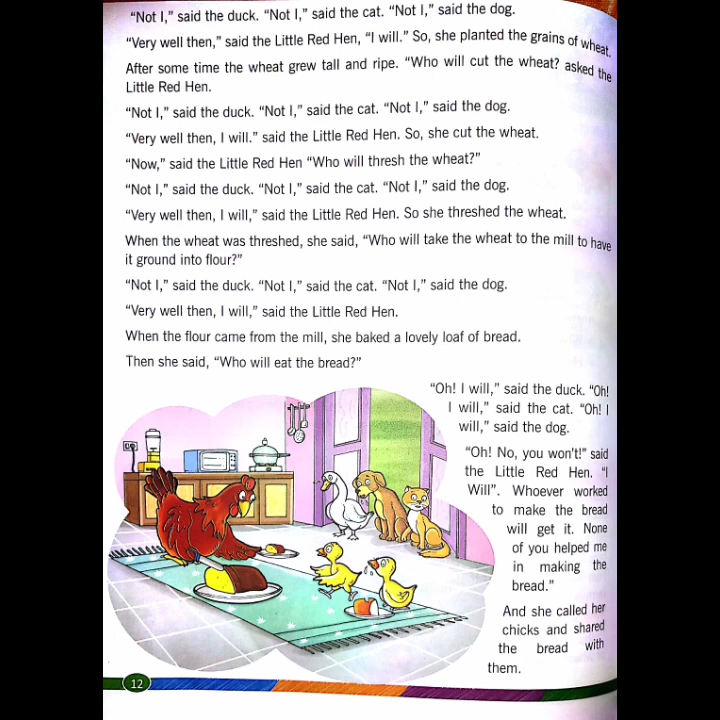 “Not I,” said the duck. “Not I,” said the cat. “Not I,” said the dog.
“Very well then,” said the Little Red Hen, “I will.” So, she planted the grains of wheat.
After some time the wheat grew tall and ripe. “Who will cut the wheat? asked the
Little Red Hen.
“Not I,” said the duck. “Not I,” said the cat. “Not I,” said the dog.
“Very well then, I will.” said the Little Red Hen. So, she cut the wheat.
“Now,” said the Little Red Hen “Who will thresh the wheat?”
“Not I,” said the duck. “Not I,” said the cat. “Not I,” said the dog.
“Very well then, I will,” said the Little Red Hen. So she threshed the wheat.
When the wheat was threshed, she said, “Who will take the wheat to the mill to have
it ground into flour?”
“Not I,” said the duck. “Not I,” said the cat. “Not I,” said the dog.
“Very well then, I will,” said the Little Red Hen.
When the flour came from the mill, she baked a lovely loaf of bread.
Then she said, “Who will eat the bread?”
“Oh! I will,” said the duck. “Oh!
I will,” said the cat. “Oh! I
will,” said the dog.
“Oh! No, you won't!” said
the Little Red Hen. “I
Will”. Whoever worked
to make the bread
will get it. None
of you helped me
in making the
bread.”
And she called her
chicks and shared
the bread with
them.
12